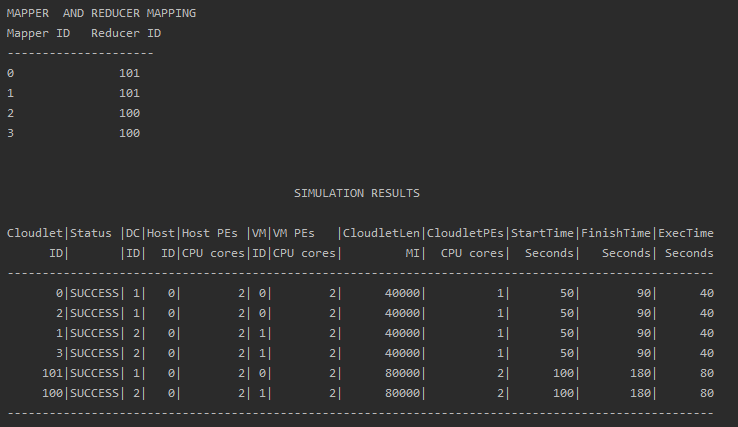 MAPPER  AND REDUCER MAPPING
Mapper ID   Reducer ID
---------------------
0               101
1               101
2               100
3               100
                                         SIMULATION RESULTS
Cloudlet|Status |DC|Host|Host PEs |VM|VM PEs   |CloudletLen|CloudletPEs|StartTime|FinishTime|ExecTime
      ID|       |ID|  ID|CPU cores|ID|CPU cores|         MI|  CPU cores|  Seconds|   Seconds| Seconds
-----------------------------------------------------------------------------------------------------
       0|SUCCESS| 1|   0|        2| 0|        2|      40000|          1|       50|        90|      40
       2|SUCCESS| 1|   0|        2| 0|        2|      40000|          1|       50|        90|      40
       1|SUCCESS| 2|   0|        2| 1|        2|      40000|          1|       50|        90|      40
       3|SUCCESS| 2|   0|        2| 1|        2|      40000|          1|       50|        90|      40
     101|SUCCESS| 1|   0|        2| 0|        2|      80000|          2|      100|       180|      80
     100|SUCCESS| 2|   0|        2| 1|        2|      80000|          2|      100|       180|      80
-----------------------------------------------------------------------------------------------------